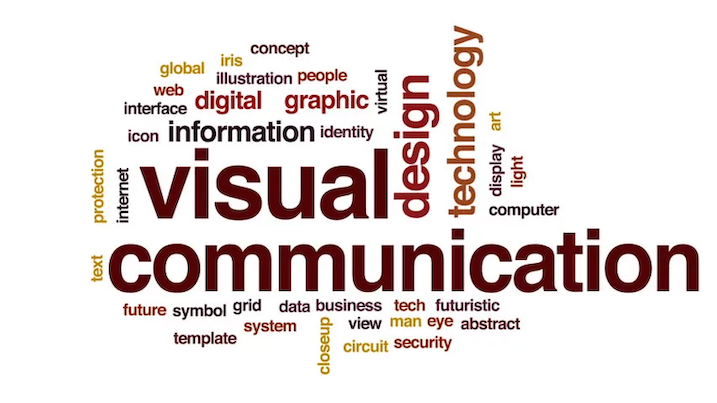 concept
global
iris
illustration
people
web
digital
graphic
virtual
interface
icon
information
identity
design
technology
art
display
light
protection
internet
visual
computer
text
communication
future
symbol
grid
data
business
tech
futuristic
template
system
closeup
view
man
eye
abstract
circuit
security